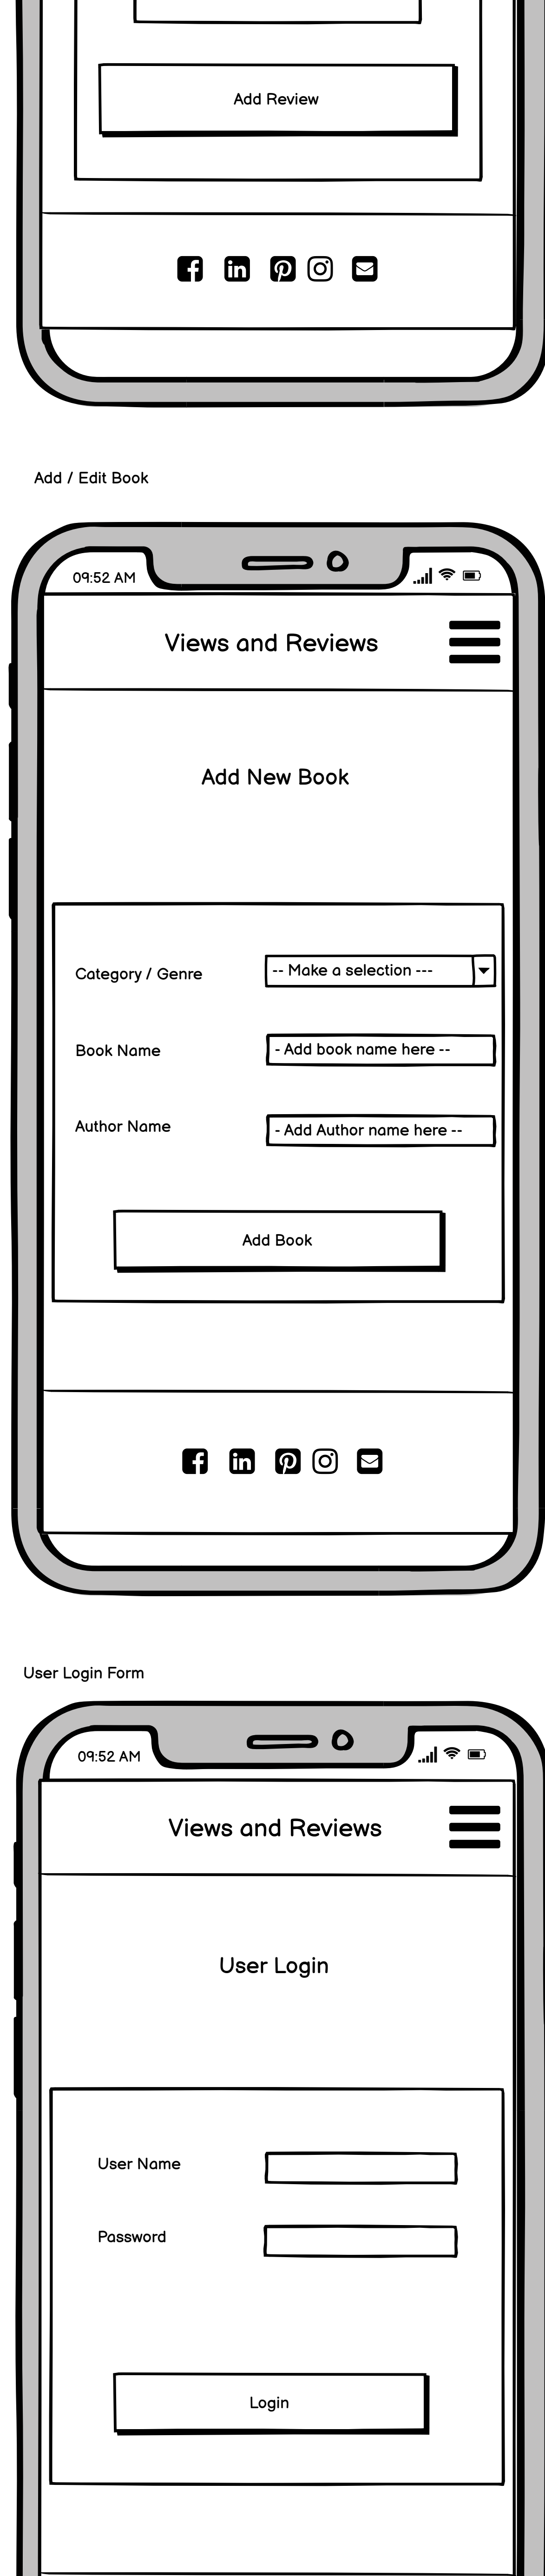 Add Review
Add / Edit Book
09:52 AM
Views and Reviews
Add New Book
Category / Genre
-- Make a selection ---
Book Name
- Add book name here --
Author Name
- Add Author name here --
Add Book
User Login Form
09:52 AM
Views and Reviews
User Login
User Name
Password
Login